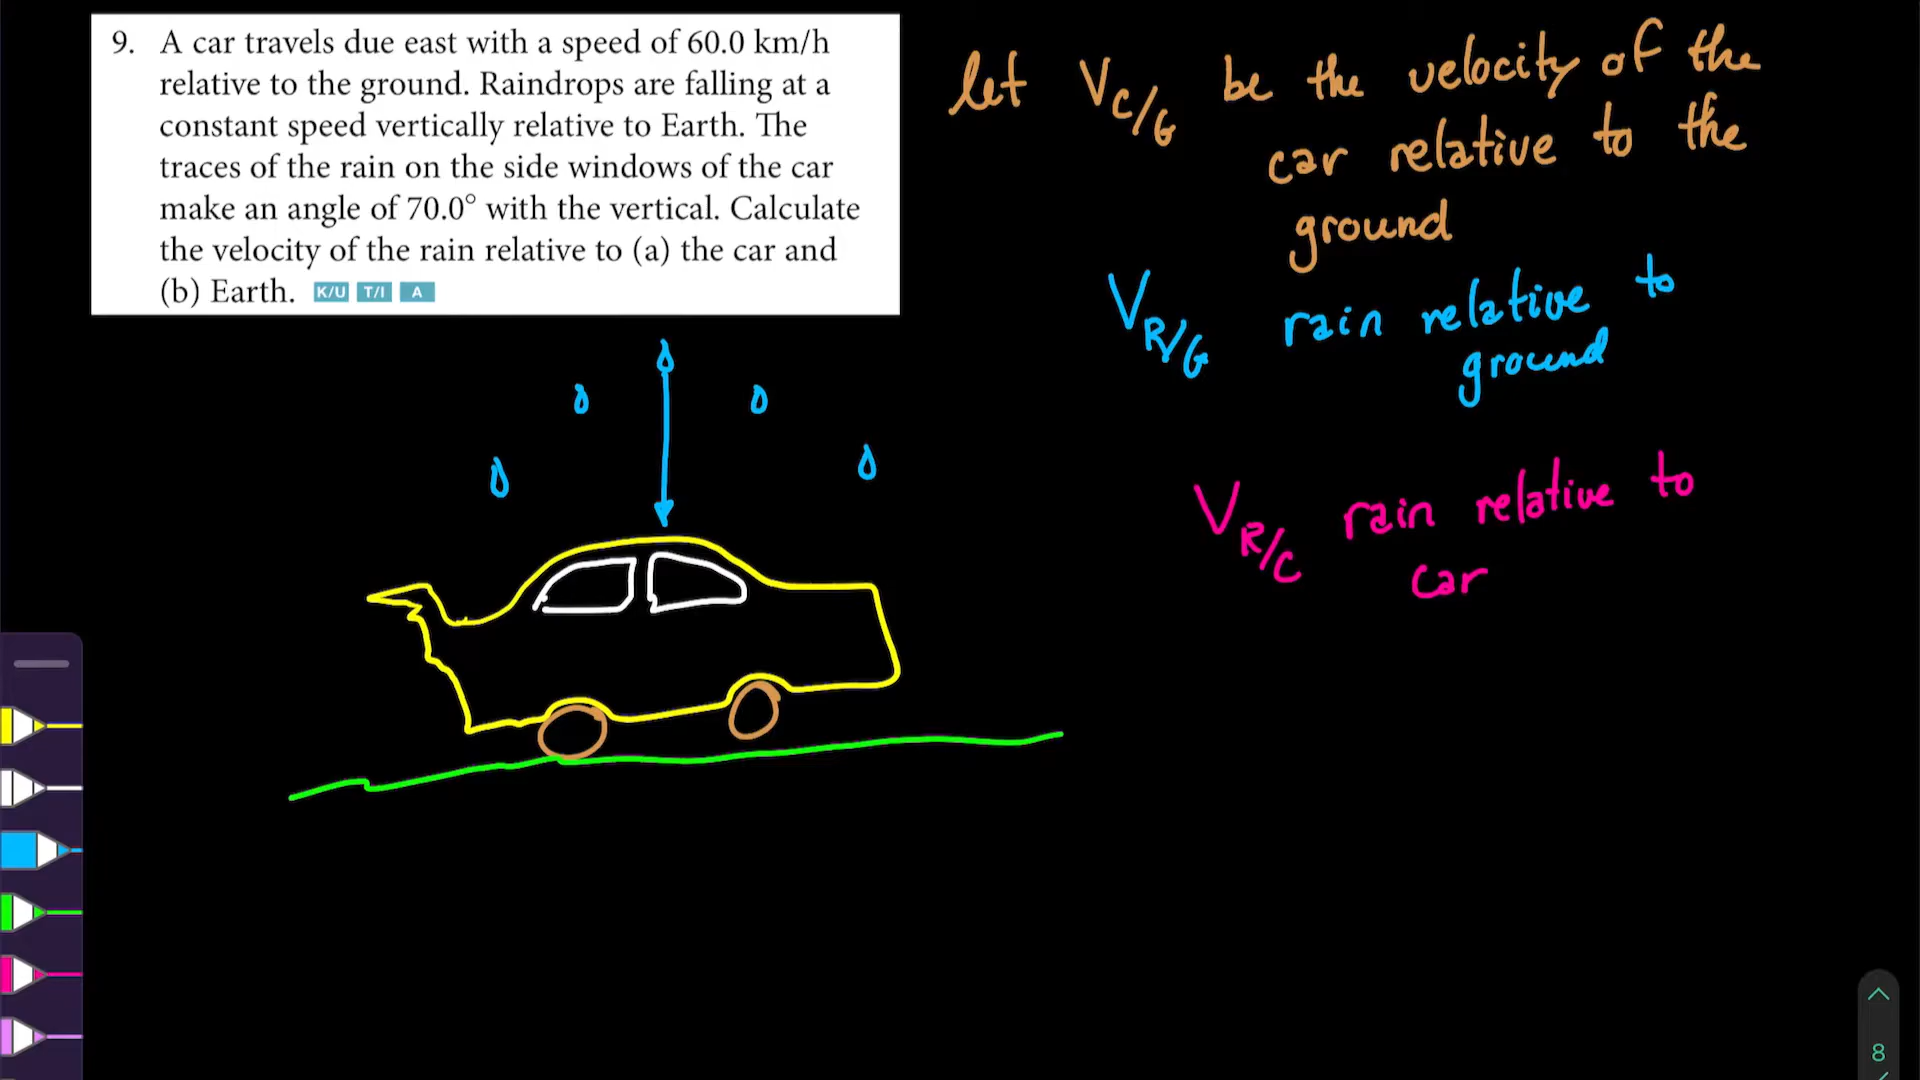 9. A car travels due east with a speed of 60.0 km/h
relative to the ground. Raindrops are falling at a
constant speed vertically relative to Earth. The
traces of the rain on the side windows of the car
make an angle of 70.0° with the vertical. Calculate
the velocity of the rain relative to (a) the car and
(b) Earth. K/U T/I A
let V_C/G be the velocity of the
car relative to the
ground
V_R/G rain relative to
ground
V_R/C rain relative to
car
8